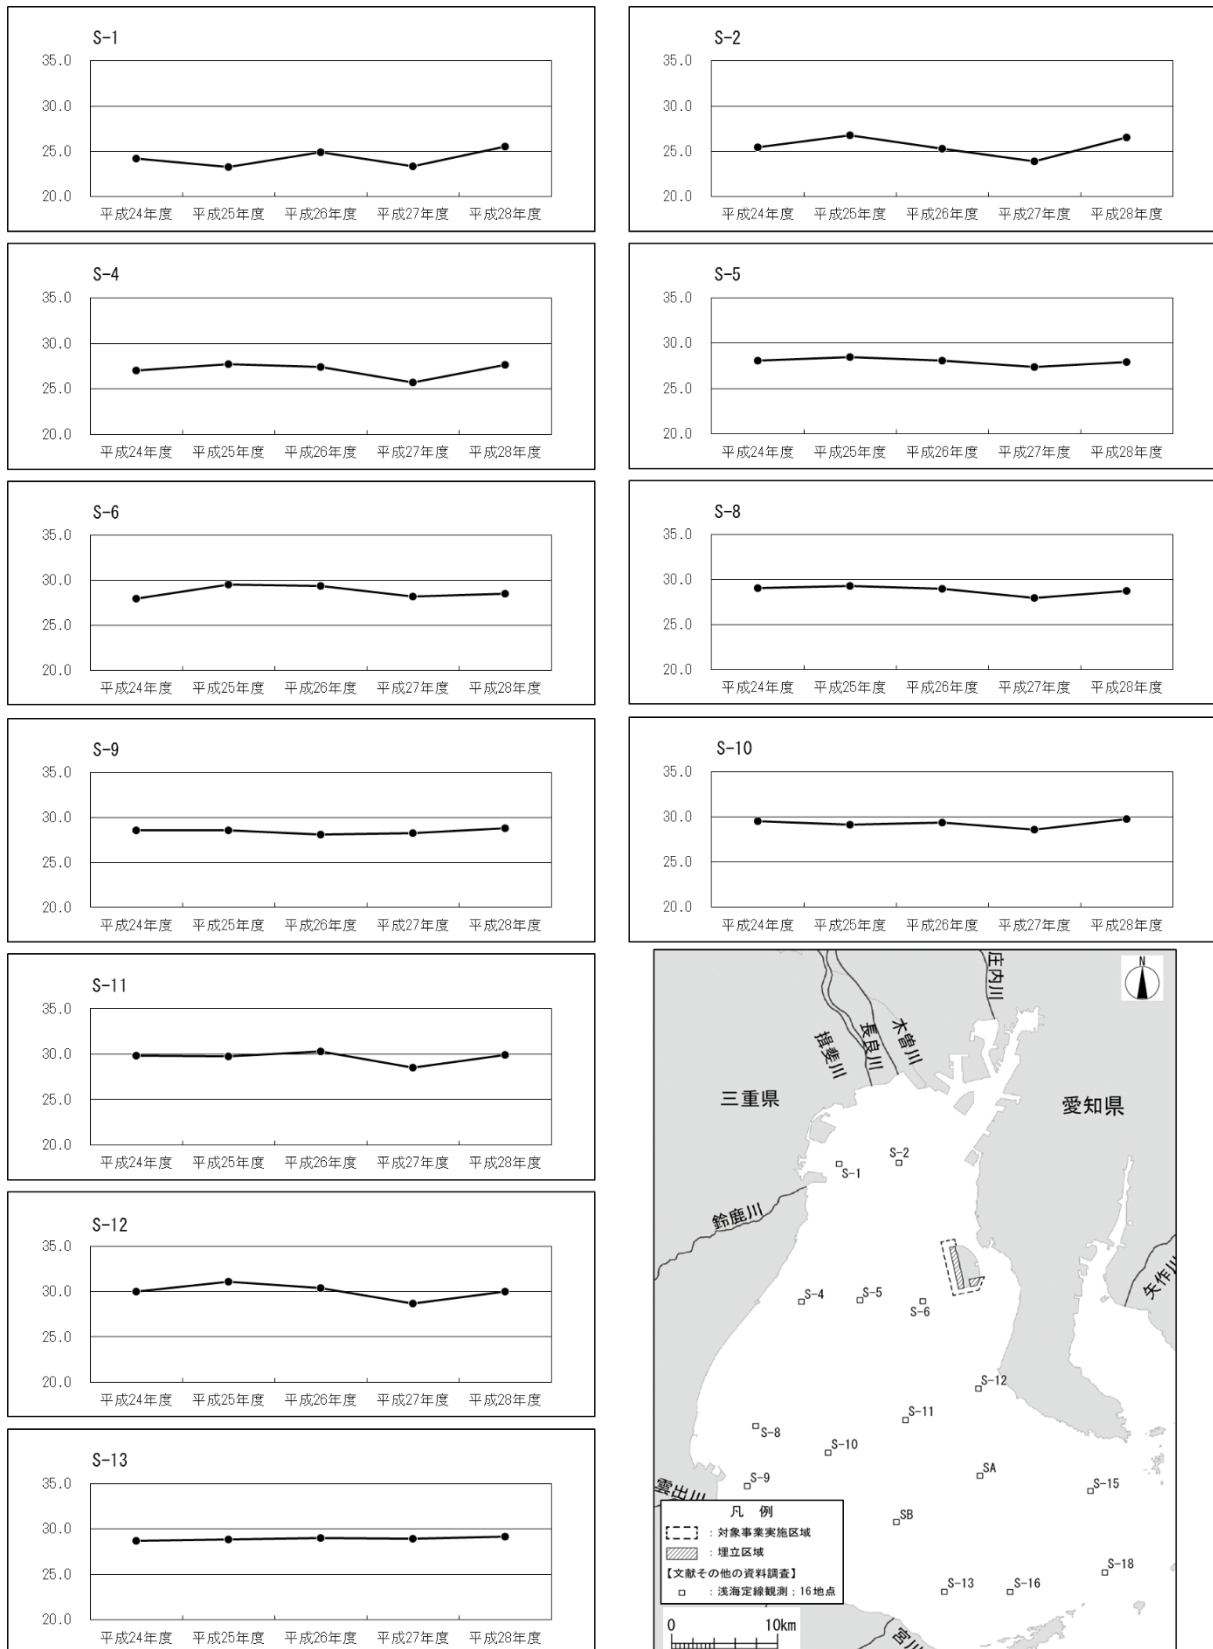 S-1
35.0
30.0
25.0
20.0
平成24年度 平成25年度 平成26年度 平成27年度 平成28年度
S-2
35.0
30.0
25.0
20.0
平成24年度 平成25年度 平成26年度 平成27年度 平成28年度
S-4
35.0
30.0
25.0
20.0
平成24年度 平成25年度 平成26年度 平成27年度 平成28年度
S-5
35.0
30.0
25.0
20.0
平成24年度 平成25年度 平成26年度 平成27年度 平成28年度
S-6
35.0
30.0
25.0
20.0
平成24年度 平成25年度 平成26年度 平成27年度 平成28年度
S-8
35.0
30.0
25.0
20.0
平成24年度 平成25年度 平成26年度 平成27年度 平成28年度
S-9
35.0
30.0
25.0
20.0
平成24年度 平成25年度 平成26年度 平成27年度 平成28年度
S-10
35.0
30.0
25.0
20.0
平成24年度 平成25年度 平成26年度 平成27年度 平成28年度
S-11
35.0
30.0
25.0
20.0
平成24年度 平成25年度 平成26年度 平成27年度 平成28年度
S-12
35.0
30.0
25.0
20.0
平成24年度 平成25年度 平成26年度 平成27年度 平成28年度
S-13
35.0
30.0
25.0
20.0
平成24年度 平成25年度 平成26年度 平成27年度 平成28年度
N
庄内川
木曽川
長良川
揖斐川
三重県
愛知県
S-1
S-2
鈴鹿川
矢作川
S-4
S-5
S-6
S-12
S-11
S-8
S-10
SA
S-9
S-15
雲出川
SB
S-18
S-13
S-16
宮川
凡 例
：対象事業実施区域
：埋立区域
【文献その他の資料調査】
：浅海定線観測：16地点
0 10km